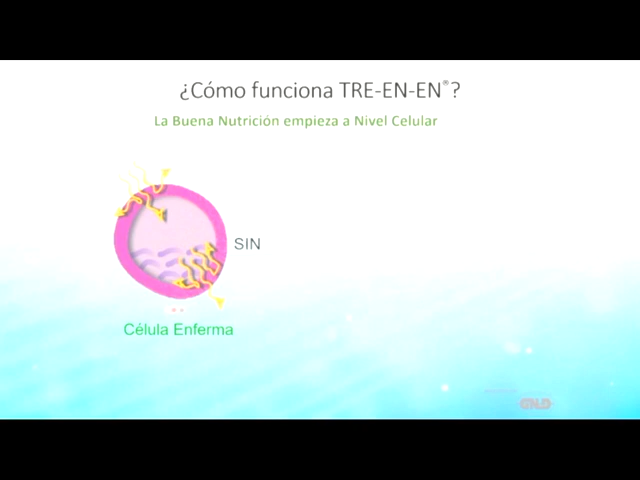 ¿Cómo funciona TRE-EN-EN®?
La Buena Nutrición empieza a Nivel Celular
SIN
Célula Enferma